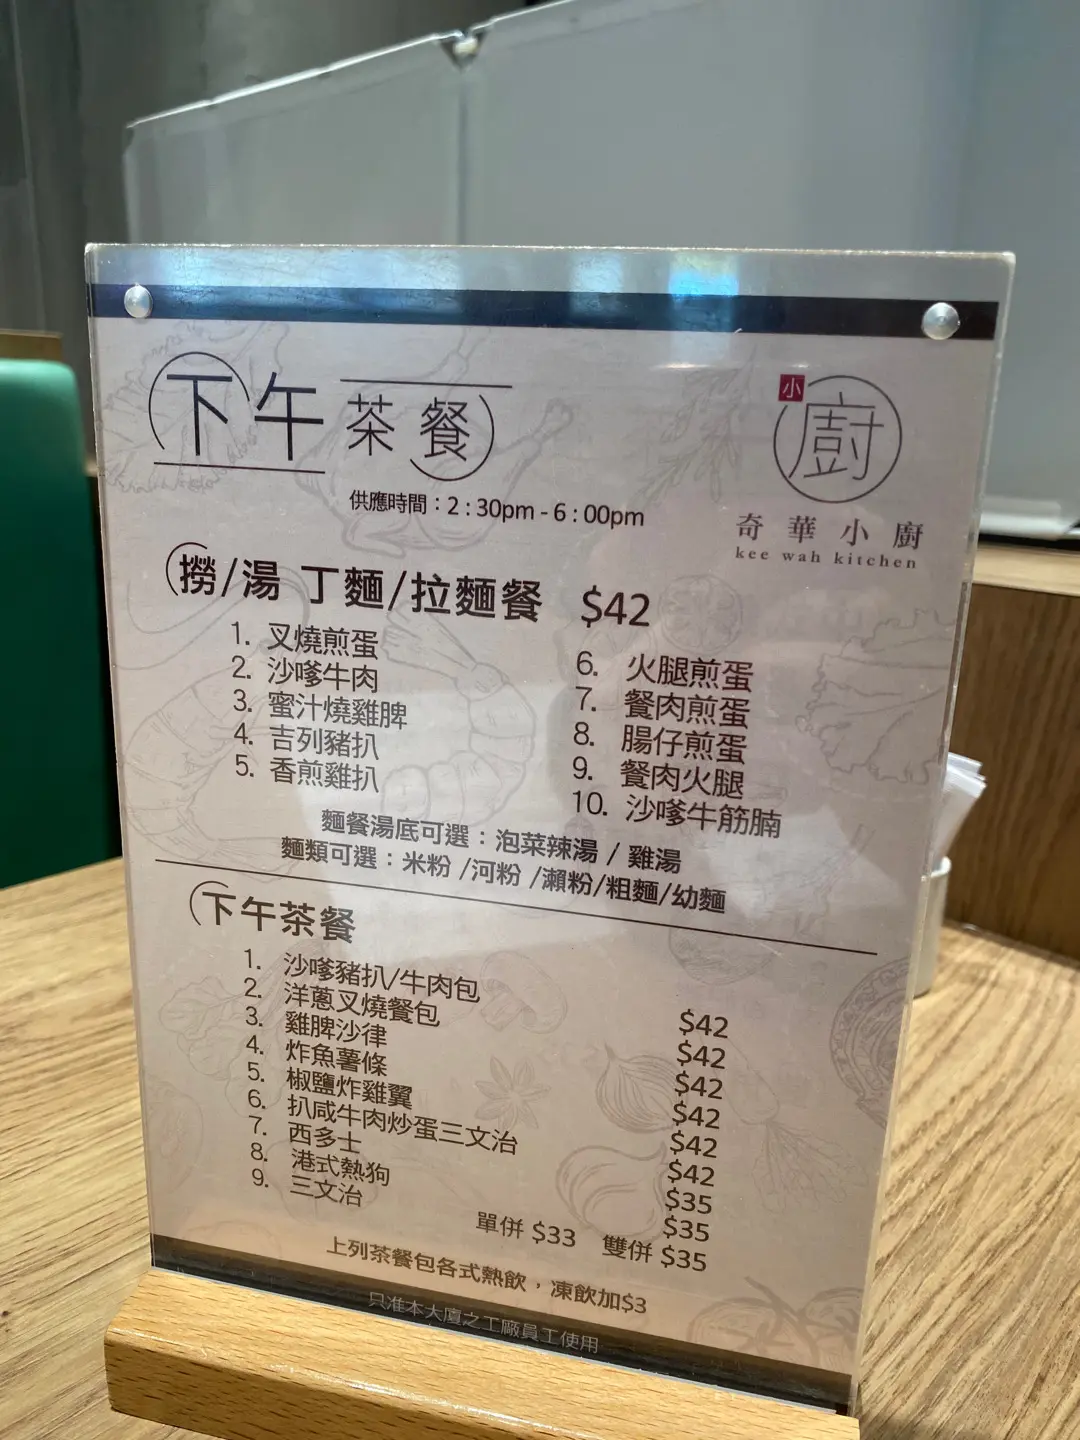 下午茶餐
小
廚
奇華小廚
kee wah kitchen
供應時間：2 : 30pm - 6 : 00pm
撈/湯 丁麵/拉麵餐 $42
1. 叉燒煎蛋
2. 沙嗲牛肉
3. 蜜汁燒雞脾
4. 吉列豬扒
5. 香煎雞扒
6. 火腿煎蛋
7. 餐肉煎蛋
8. 腸仔煎蛋
9. 餐肉火腿
10. 沙嗲牛筋腩
麵餐湯底可選：泡菜辣湯 / 雞湯
麵類可選：米粉 /河粉 /瀨粉/粗麵/幼麵
下午茶餐
1. 沙嗲豬扒/牛肉包 $42
2. 洋蔥叉燒餐包 $42
3. 雞脾沙律 $42
4. 炸魚薯條 $42
5. 椒鹽炸雞翼 $42
6. 扒咸牛肉炒蛋三文治 $42
7. 西多士 $35
8. 港式熱狗 $35
9. 三文治 單併 $33 雙併 $35
上列茶餐包各式熱飲，凍飲加$3
只准本大廈之工廠員工使用